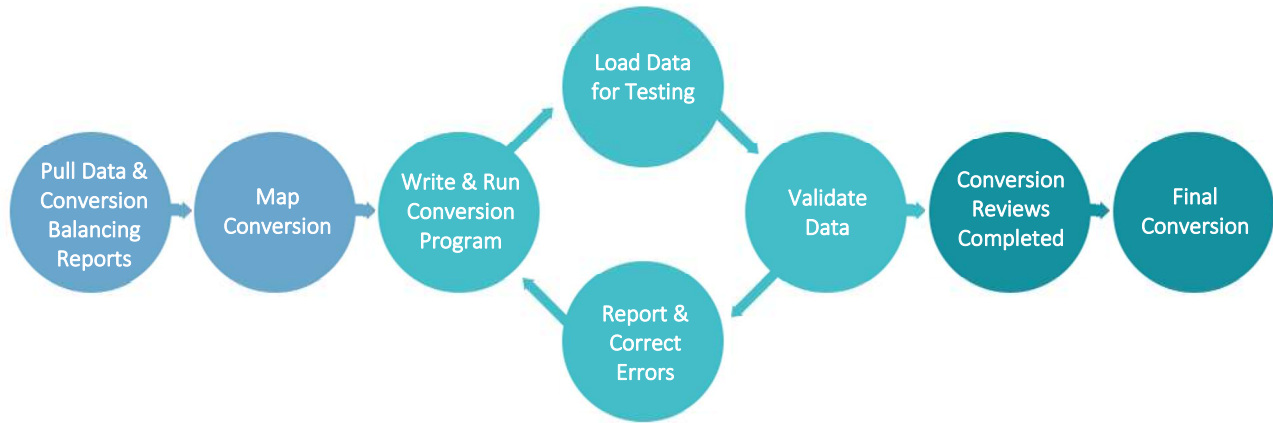 Pull Data &
Conversion
Balancing
Reports
Map
Conversion
Write & Run
Conversion
Program
Load Data
for Testing
Validate
Data
Report &
Correct
Errors
Conversion
Reviews
Completed
Final
Conversion